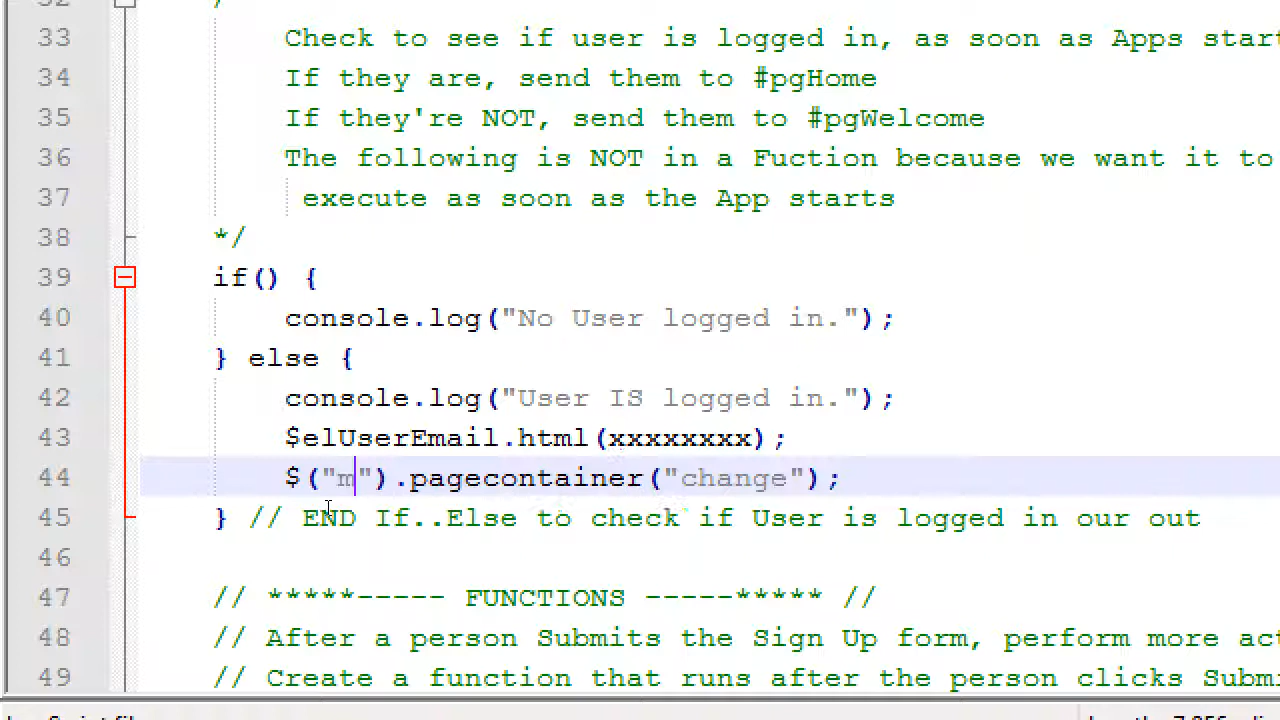 33 Check to see if user is logged in, as soon as Apps start
34 If they are, send them to #pgHome
35 If they're NOT, send them to #pgWelcome
36 The following is NOT in a Fuction because we want it to
37 execute as soon as the App starts
38 */
39 if() {
40 console.log("No User logged in.");
41 } else {
42 console.log("User IS logged in.");
43 $elUserEmail.html(xxxxxxxx);
44 $("m").pagecontainer("change");
45 } // END If..Else to check if User is logged in our out
46
47 // *****----- FUNCTIONS -----***** //
48 // After a person Submits the Sign Up form, perform more act
49 // Create a function that runs after the person clicks Submi